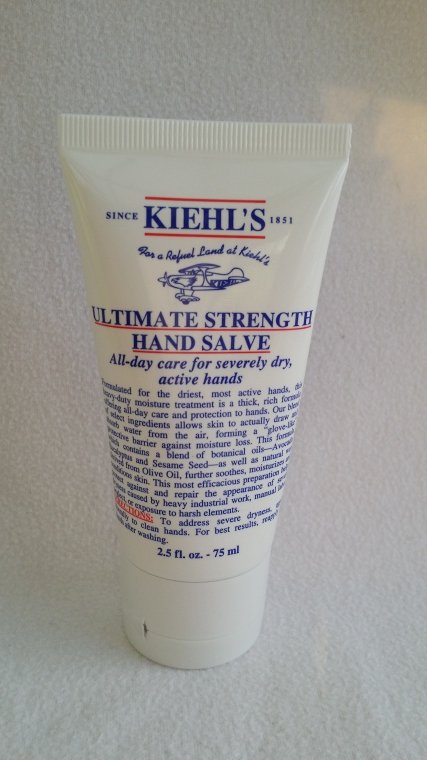 SINCE KIEHL'S 1851
For a Refuel Land at Kiehl's
KIEHL'S
ULTIMATE STRENGTH
HAND SALVE
All-day care for severely dry,
active hands
Formulated for the driest, most active hands, this
heavy-duty moisture treatment is a thick, rich formula
offering all-day care and protection to hands. Our blend
of select ingredients allows skin to actually draw and
absorb water from the air, forming a "glove-like"
protective barrier against moisture loss. This formula,
which contains a blend of botanical oils—Avocado,
Eucalyptus and Sesame Seed—as well as natural wax
derived from Olive Oil, further soothes, moisturizes and
conditions skin. This most efficacious preparation helps
protect against and repair the appearance of
caused by heavy industrial work, manual
or exposure to harsh elements.
DIRECTIONS: To address severe dryness,
to clean hands. For best results, reapply
after washing.
2.5 fl. oz. - 75 ml